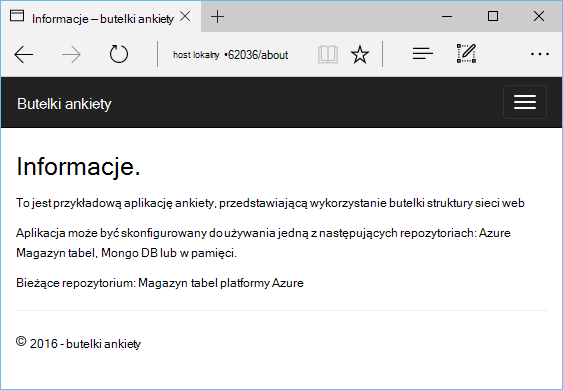 Informacje – butelki ankiety
host lokalny •62036/about
Butelki ankiety
Informacje.
To jest przykładową aplikację ankiety, przedstawiającą wykorzystanie butelki struktury sieci web
Aplikacja może być skonfigurowany do używania jedną z następujących repozytoriach: Azure
Magazyn tabel, Mongo DB lub w pamięci.
Bieżące repozytorium: Magazyn tabel platformy Azure
© 2016 - butelki ankiety